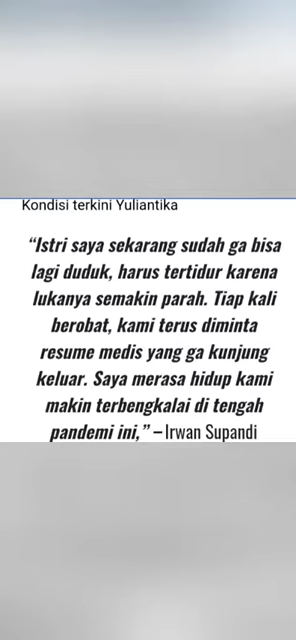 Kondisi terkini Yuliantika
“Istri saya sekarang sudah ga bisa
lagi duduk, harus tertidur karena
lukanya semakin parah. Tiap kali
berobat, kami terus diminta
resume medis yang ga kunjung
keluar. Saya merasa hidup kami
makin terbengkalai di tengah
pandemi ini,” – Irwan Supandi